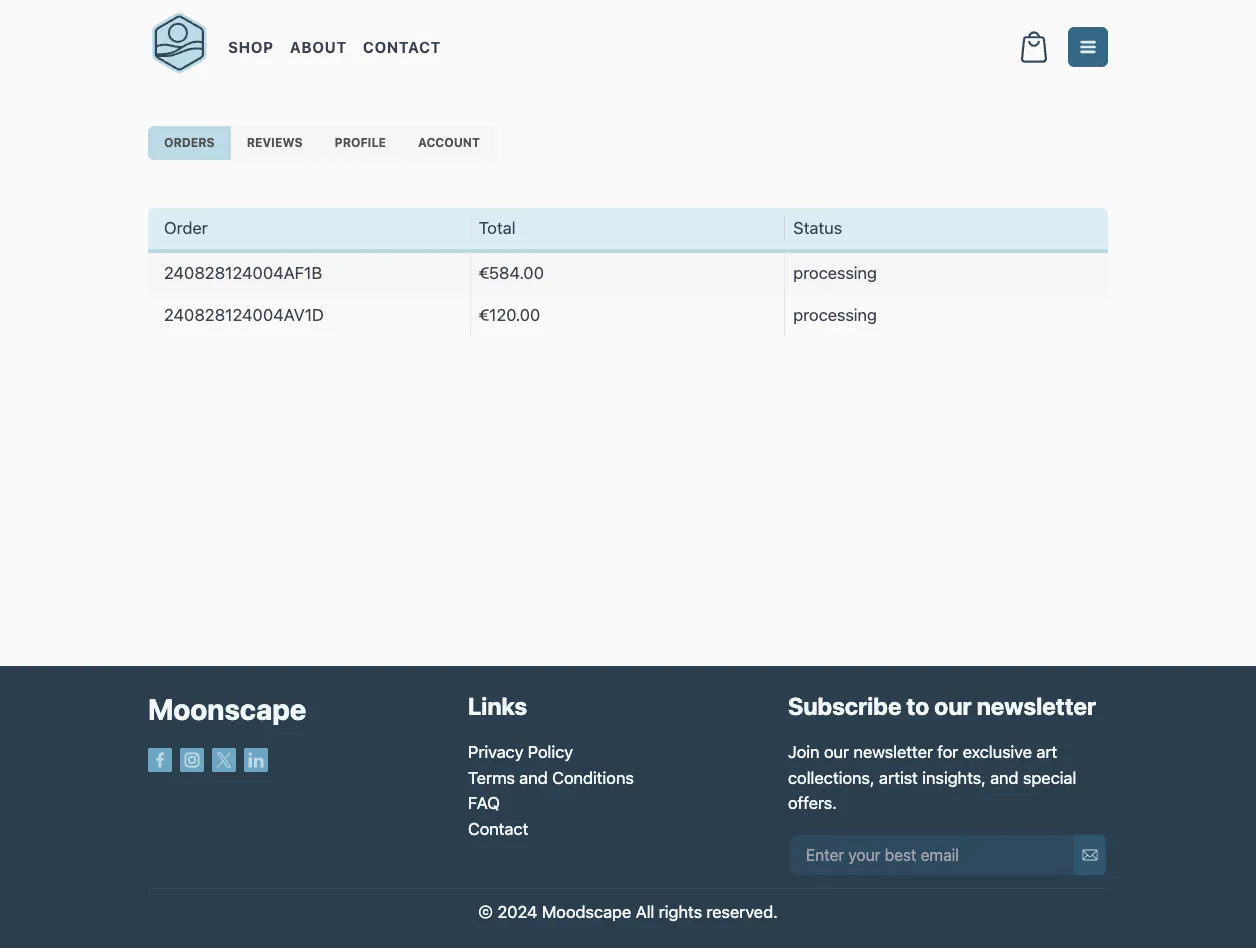 SHOP ABOUT CONTACT
ORDERS REVIEWS PROFILE ACCOUNT
Order Total Status
240828124004AF1B €584.00 processing
240828124004AV1D €120.00 processing
Moonscape
Links
Privacy Policy
Terms and Conditions
FAQ
Contact
Subscribe to our newsletter
Join our newsletter for exclusive art
collections, artist insights, and special
offers.
Enter your best email
© 2024 Moodscape All rights reserved.